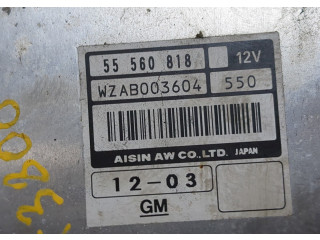 55 560 818 12V
WZAB003604 550
AISIN AW CO.,LTD. JAPAN
12-03
GM